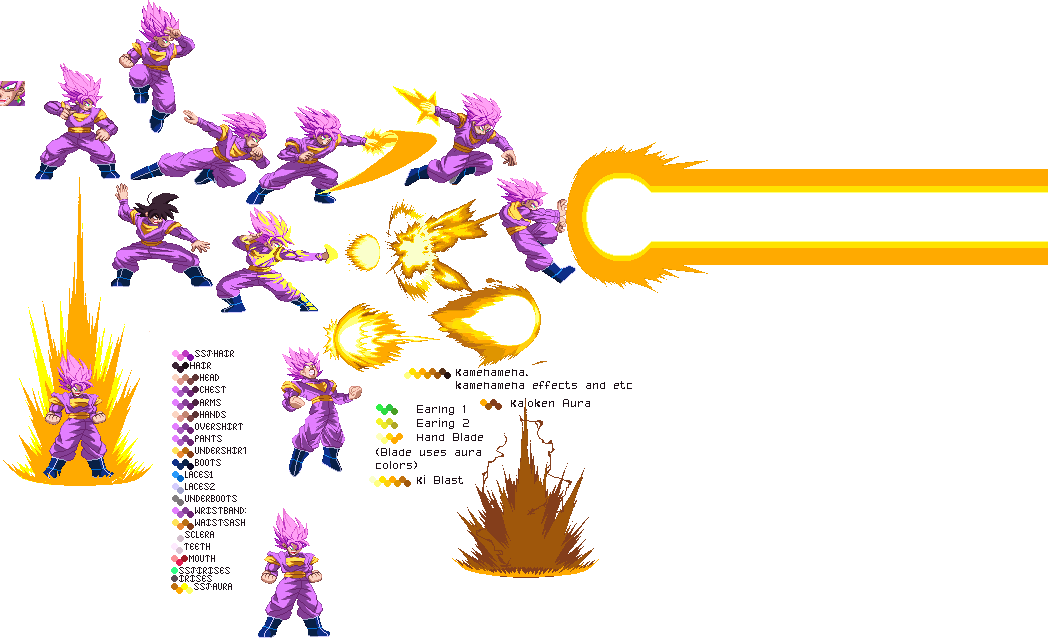 SSJHAIR
HAIR
HEAD
CHEST
ARMS
HANDS
OVERSHIRT
PANTS
UNDERSHIRT
BOOTS
LACES1
LACES2
UNDERBOOTS
WRISTBAND:
WAISTSASH
SCLERA
TEETH
MOUTH
SSJIRISES
IRISES
SSJAURA
Kamehameha.
kamehameha effects and etc
Earing 1
Earing 2
Hand Blade
(Blade uses aura
colors)
Ki Blast
Kaioken Aura